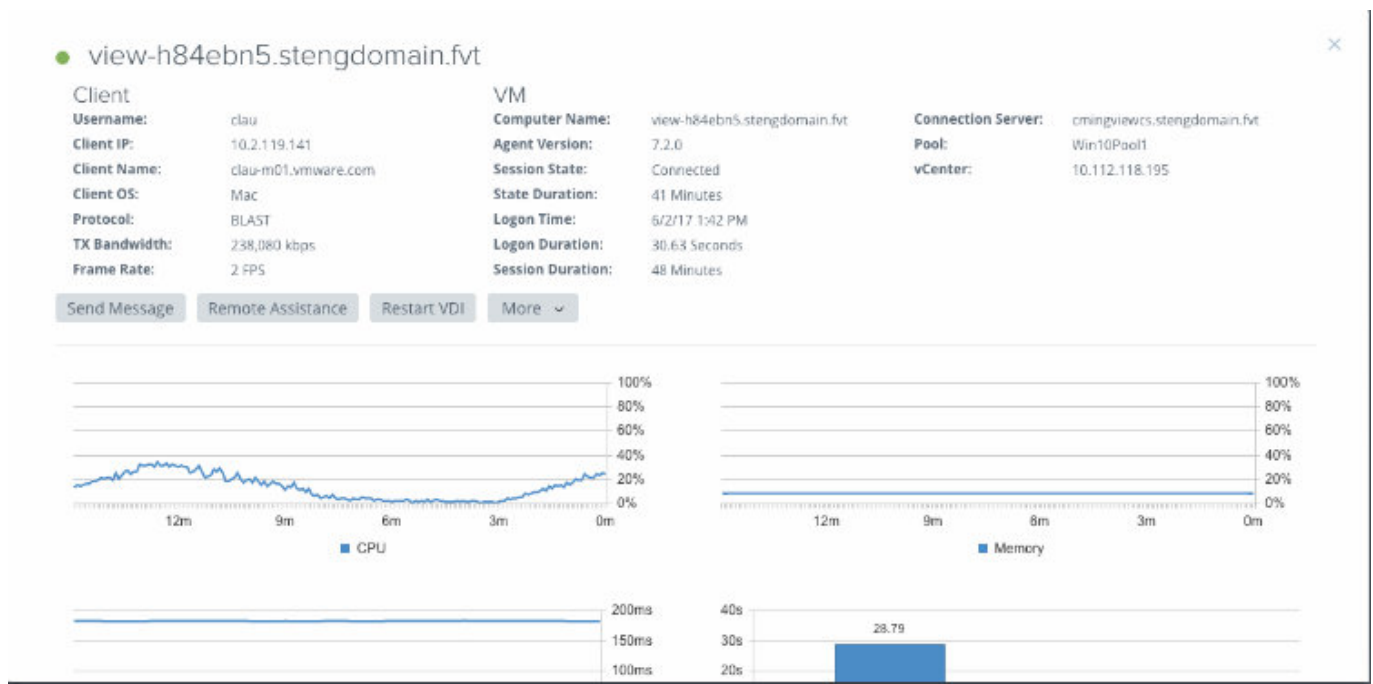 view-h84ebn5.stengdomain.fvt
Client
Username: clau
Client IP: 10.2.119.141
Client Name: clau-m01.vmware.com
Client OS: Mac
Protocol: BLAST
TX Bandwidth: 238,080 kbps
Frame Rate: 2 FPS
VM
Computer Name: view-h84ebn5.stengdomain.fvt
Agent Version: 7.2.0
Session State: Connected
State Duration: 41 Minutes
Logon Time: 6/2/17 1:42 PM
Logon Duration: 30.63 Seconds
Session Duration: 48 Minutes
Connection Server: cmingviewcs.stengdomain.fvt
Pool: Win10Pool1
vCenter: 10.112.118.195
Send Message Remote Assistance Restart VDI More
100%
80%
60%
40%
20%
0%
12m 9m 6m 3m 0m
CPU
100%
80%
60%
40%
20%
0%
12m 9m 6m 3m 0m
Memory
200ms
150ms
100ms
40s
30s
20s
28.79